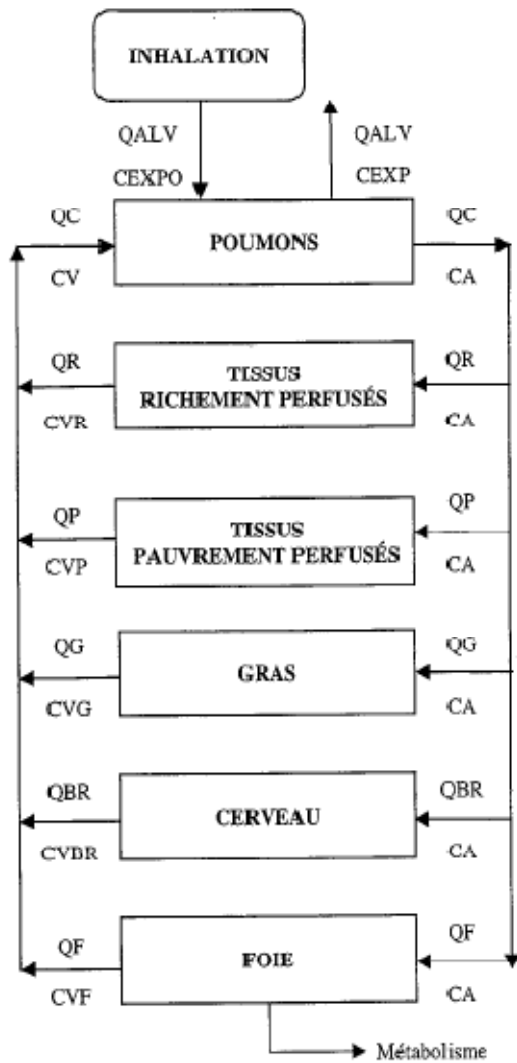 INHALATION
QALV
QALV
CEXPO
CEXP
QC
POUMONS
QC
CV
CA
QR
TISSUS
QR
RICHEMENT PERFUSÉS
CVR
CA
QP
TISSUS
QP
PAUVREMENT PERFUSÉS
CVP
CA
QG
GRAS
QG
CVG
CA
QBR
CERVEAU
QBR
CVBR
CA
QF
FOIE
QF
CVF
CA
Métabolisme